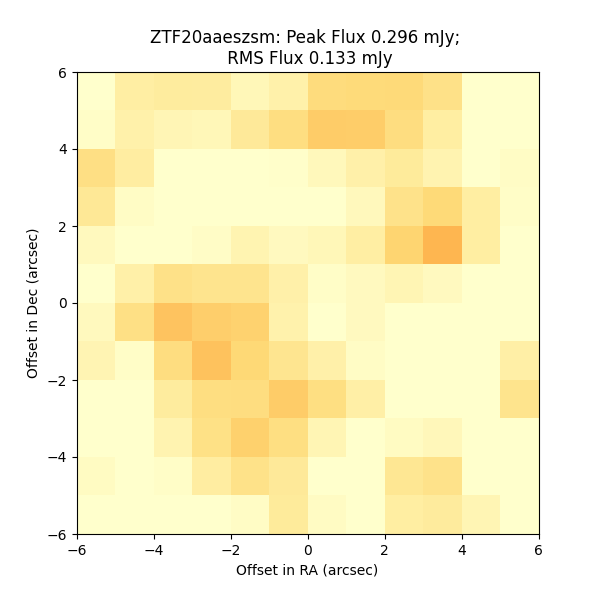 ZTF20aaeszsm: Peak Flux 0.296 mJy;
RMS Flux 0.133 mJy
6
4
2
0
−2
−4
−6
Offset in Dec (arcsec)
−6 −4 −2 0 2 4 6
Offset in RA (arcsec)